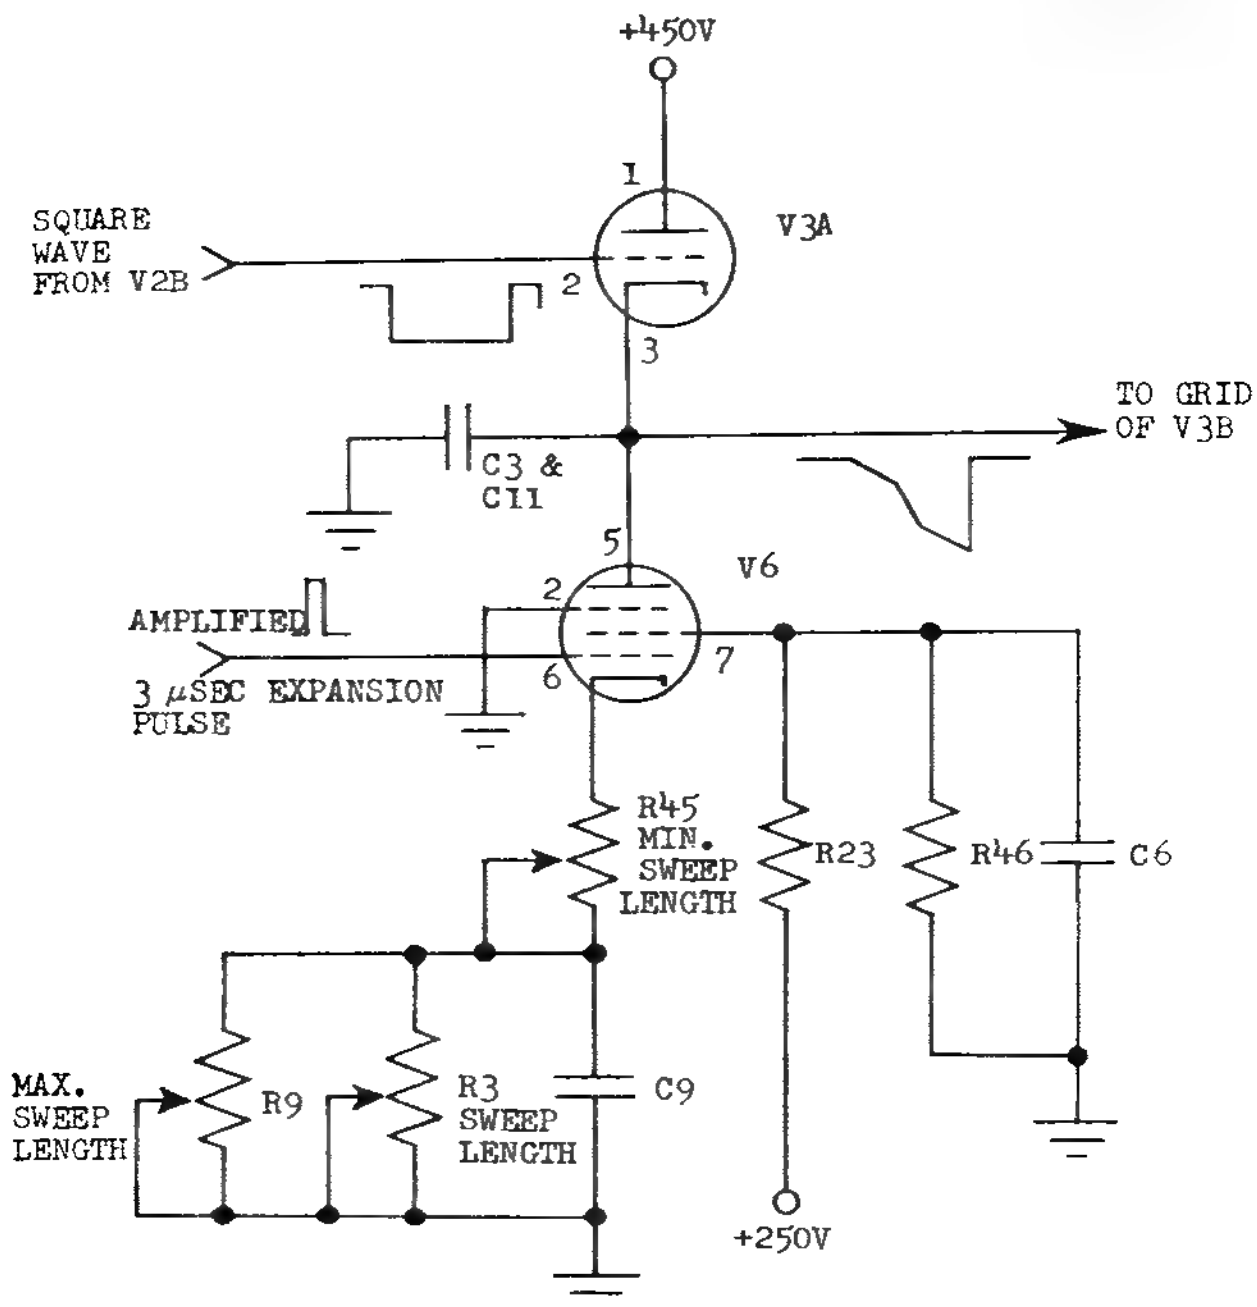 +450V
1
V3A
SQUARE
WAVE
FROM V2B
2
3
TO GRID
OF V3B
C3 &
C11
5
V6
2
AMPLIFIED
6
7
3 μSEC EXPANSION
PULSE
R45
MIN.
SWEEP
LENGTH
R23
R46
C6
MAX.
SWEEP
LENGTH
R9
R3
SWEEP
LENGTH
C9
+250V